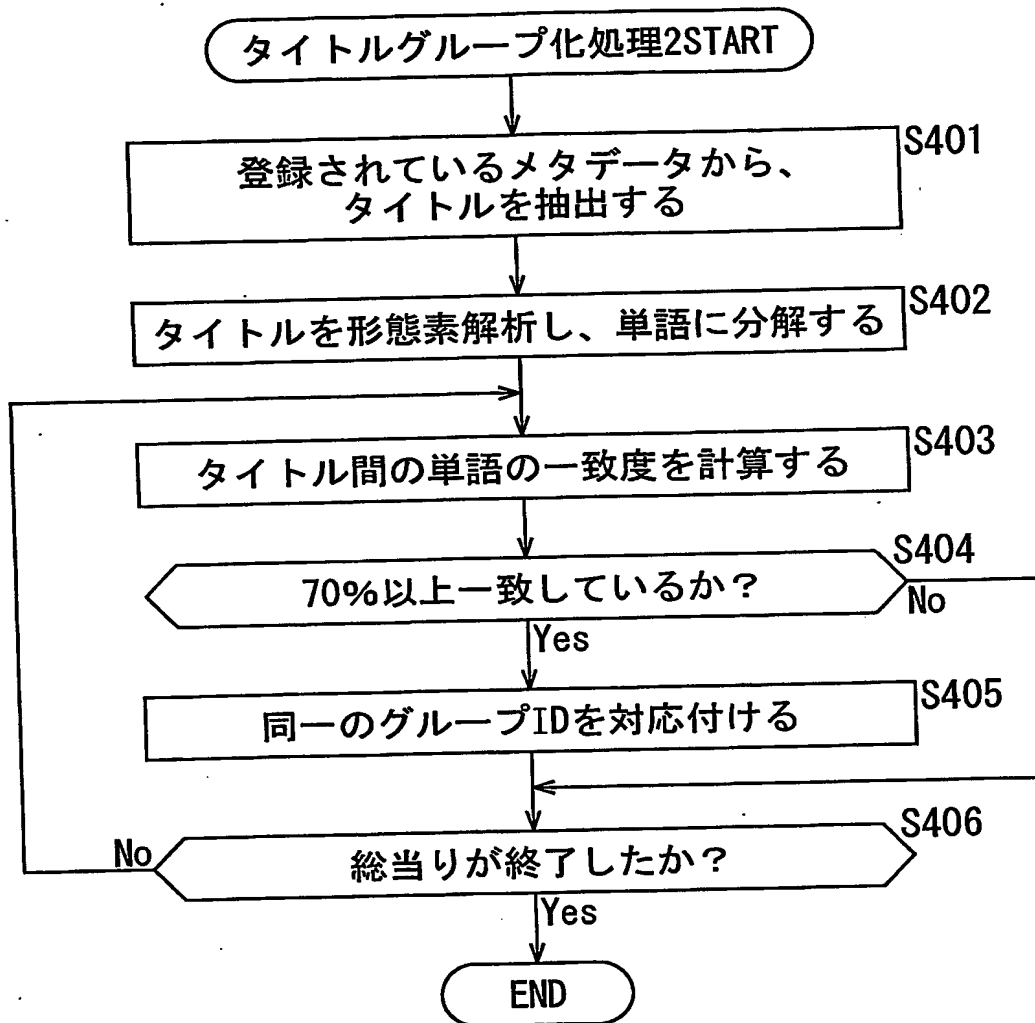 タイトルグループ化処理2START
S401
登録されているメタデータから、
タイトルを抽出する
S402
タイトルを形態素解析し、単語に分解する
S403
タイトル間の単語の一致度を計算する
S404
70%以上一致しているか？
No
Yes
S405
同一のグループIDを対応付ける
S406
No
総当りが終了したか？
Yes
END